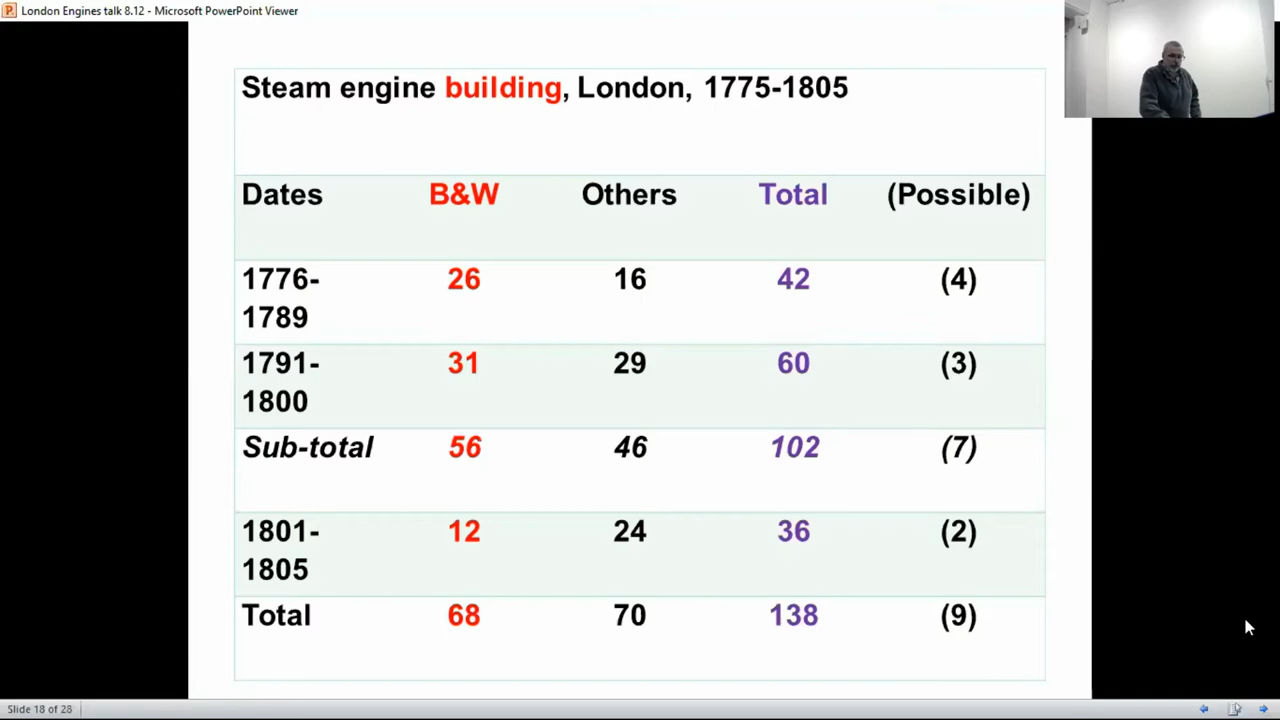 London Engines talk 8.12 - Microsoft PowerPoint Viewer
Steam engine building, London, 1775-1805
Dates B&W Others Total (Possible)
1776-
1789 26 16 42 (4)
1791-
1800 31 29 60 (3)
Sub-total 56 46 102 (7)
1801-
1805 12 24 36 (2)
Total 68 70 138 (9)
Slide 18 of 28